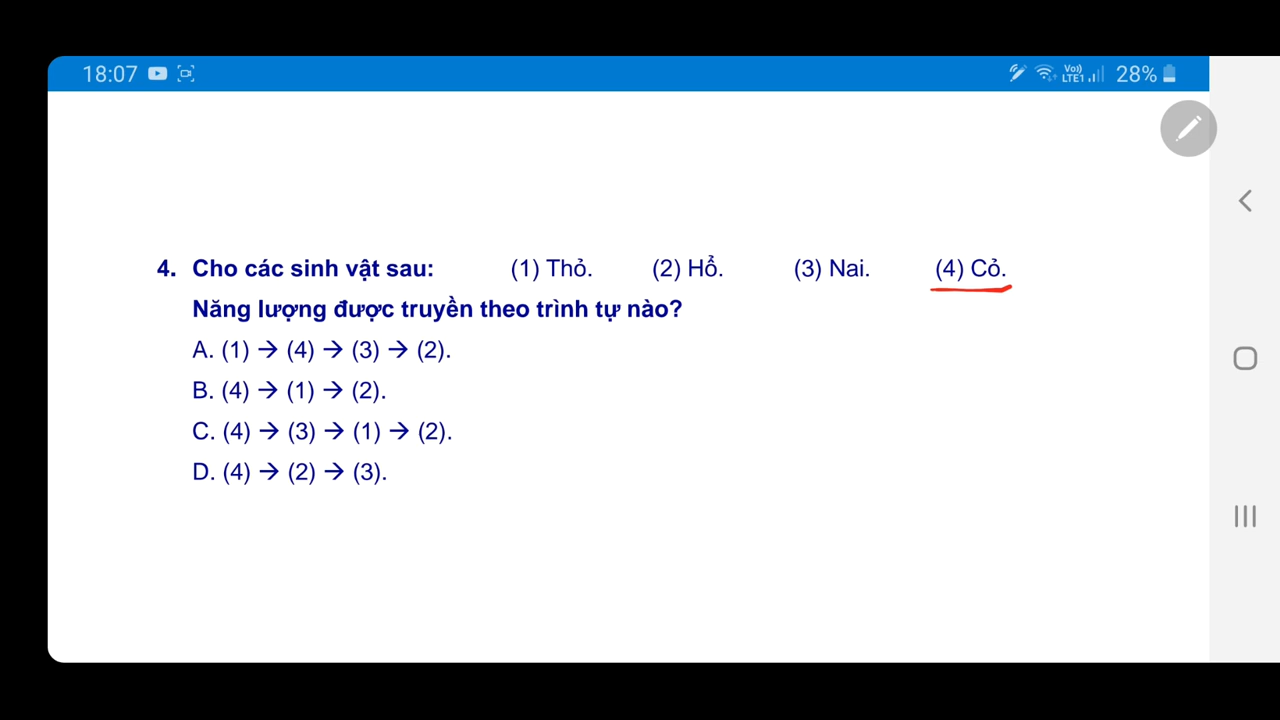 18:07 Vo)) LTE1 28%
4. Cho các sinh vật sau: (1) Thỏ. (2) Hổ. (3) Nai. (4) Cỏ.
Năng lượng được truyền theo trình tự nào?
A. (1) → (4) → (3) → (2).
B. (4) → (1) → (2).
C. (4) → (3) → (1) → (2).
D. (4) → (2) → (3).